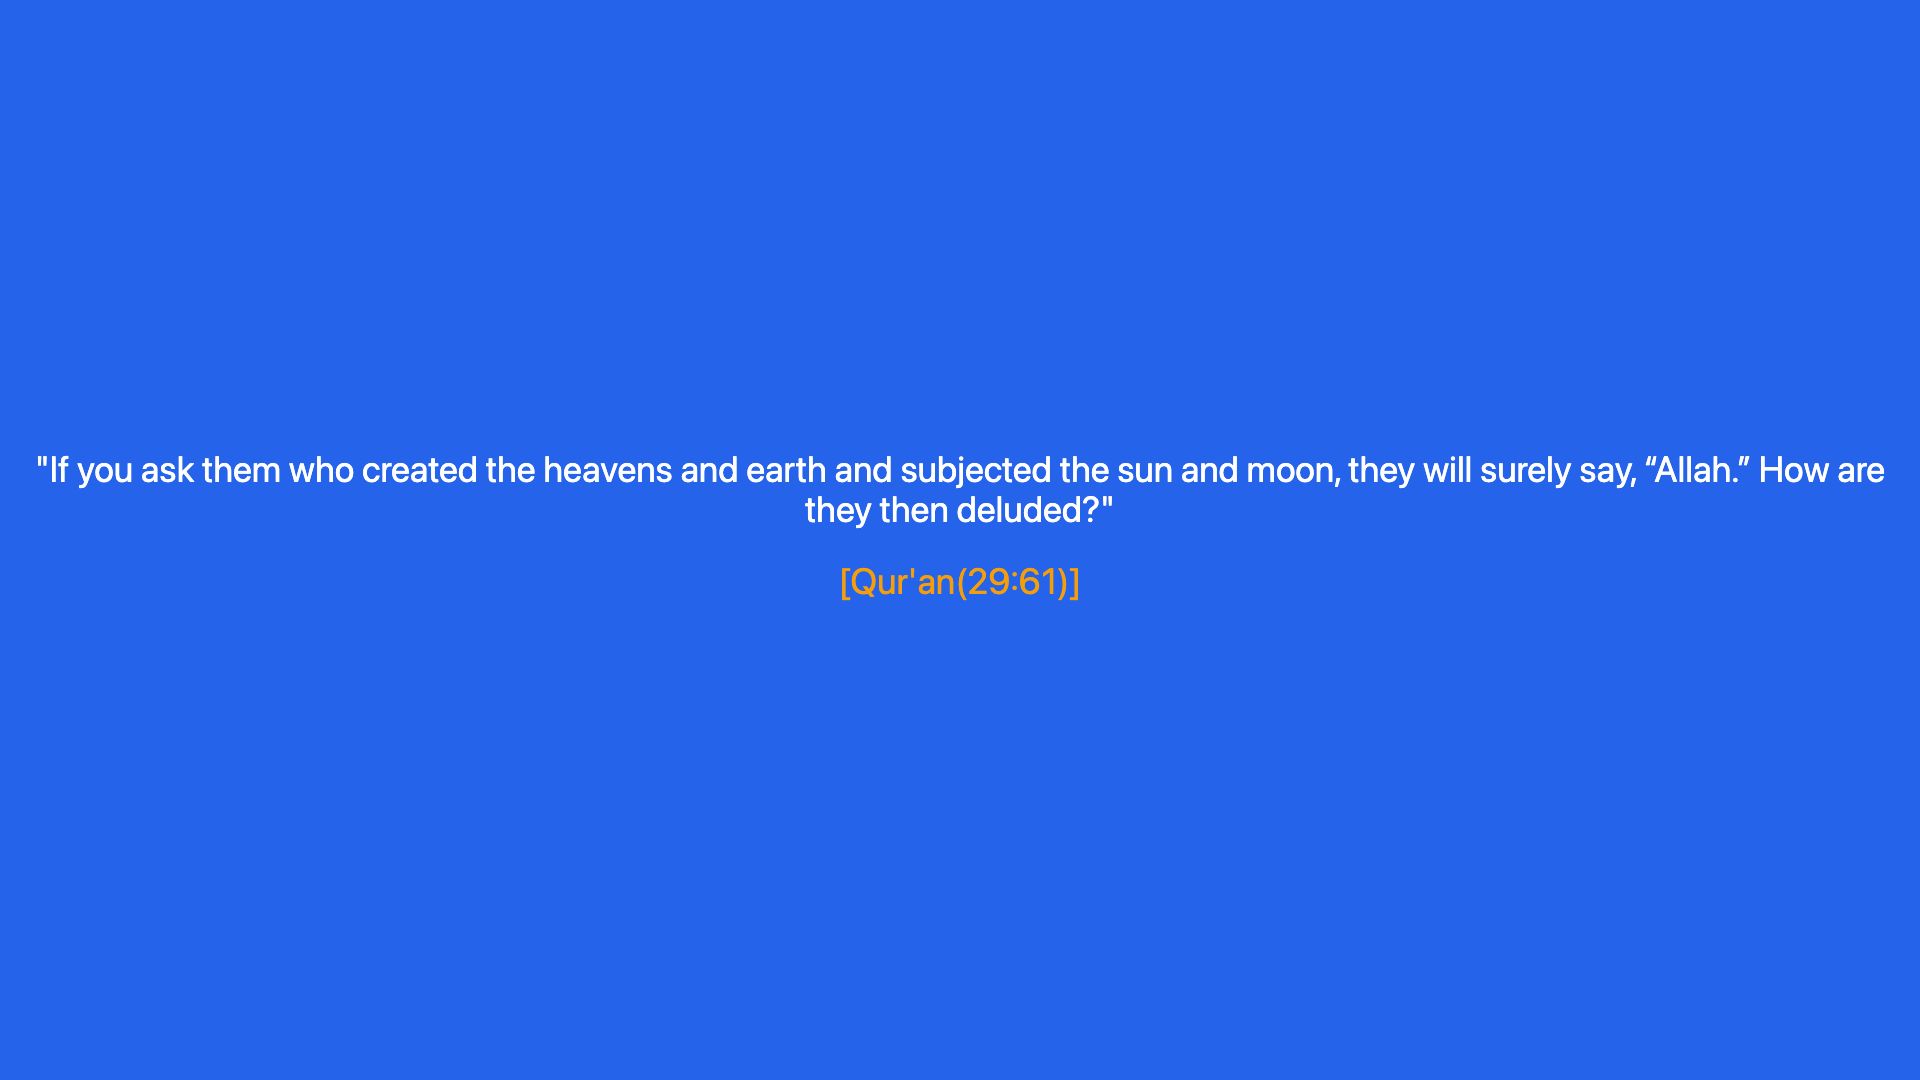 "If you ask them who created the heavens and earth and subjected the sun and moon, they will surely say, “Allah.” How are
they then deluded?"
[Qur'an(29:61)]